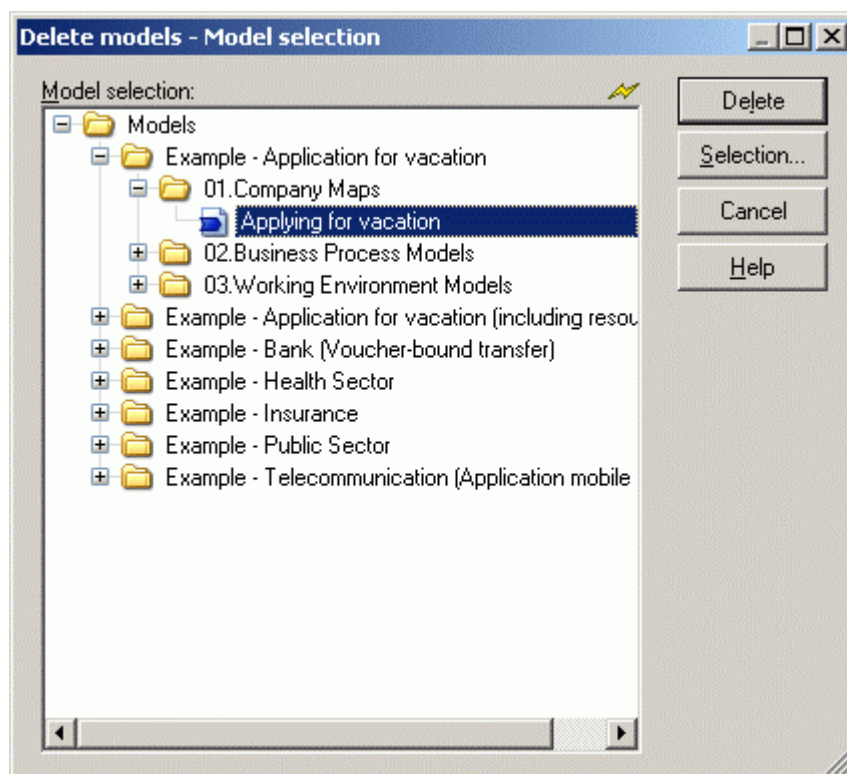 Delete models - Model selection
Model selection:
Models
Example - Application for vacation
01.Company Maps
Applying for vacation
02.Business Process Models
03.Working Environment Models
Example - Application for vacation (including resou
Example - Bank (Voucher-bound transfer)
Example - Health Sector
Example - Insurance
Example - Public Sector
Example - Telecommunication (Application mobile
Delete
Selection...
Cancel
Help